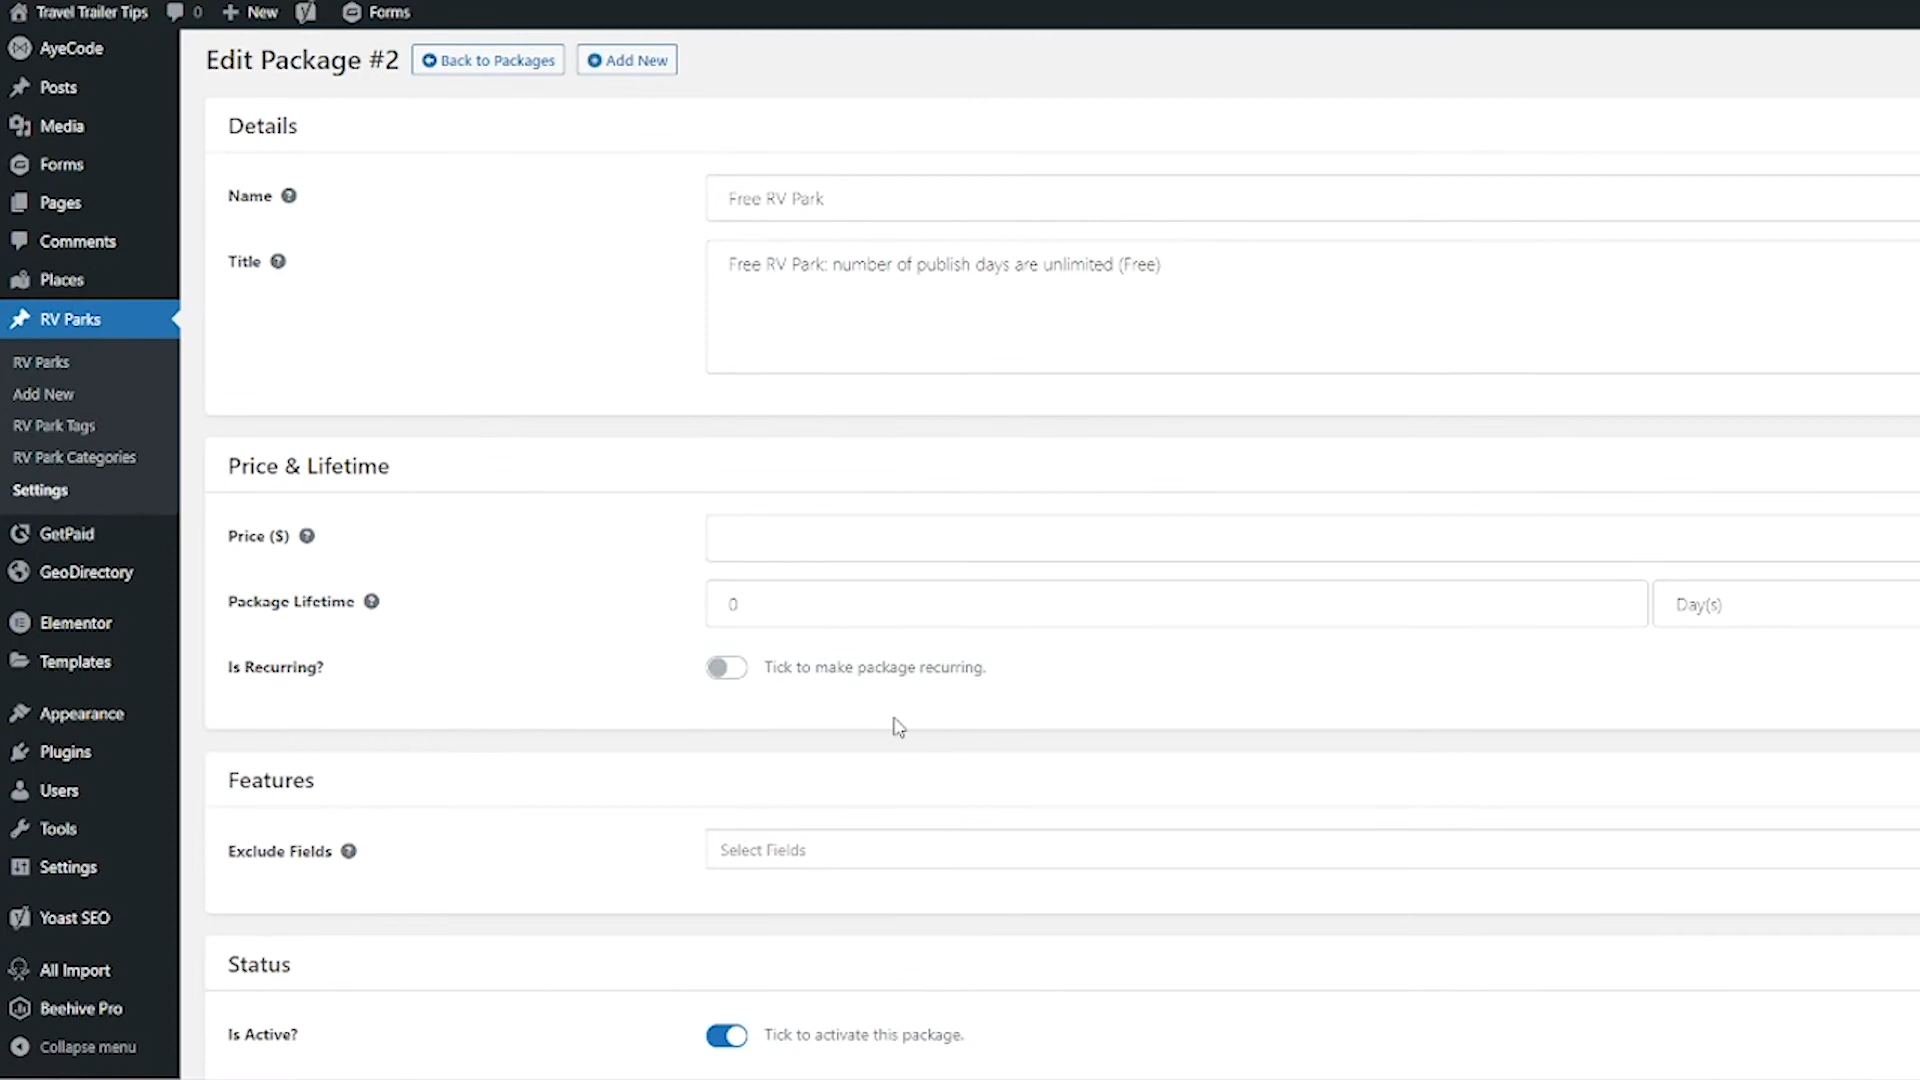 Travel Trailer Tips 0 New Forms
AyeCode
Posts
Media
Forms
Pages
Comments
Places
RV Parks
RV Parks
Add New
RV Park Tags
RV Park Categories
Settings
GetPaid
GeoDirectory
Elementor
Templates
Appearance
Plugins
Users
Tools
Settings
Yoast SEO
All Import
Beehive Pro
Collapse menu
Edit Package #2 Back to Packages Add New
Details
Name Free RV Park
Title Free RV Park: number of publish days are unlimited (Free)
Price & Lifetime
Price ($)
Package Lifetime 0 Day(s)
Is Recurring? Tick to make package recurring.
Features
Exclude Fields Select Fields
Status
Is Active? Tick to activate this package.